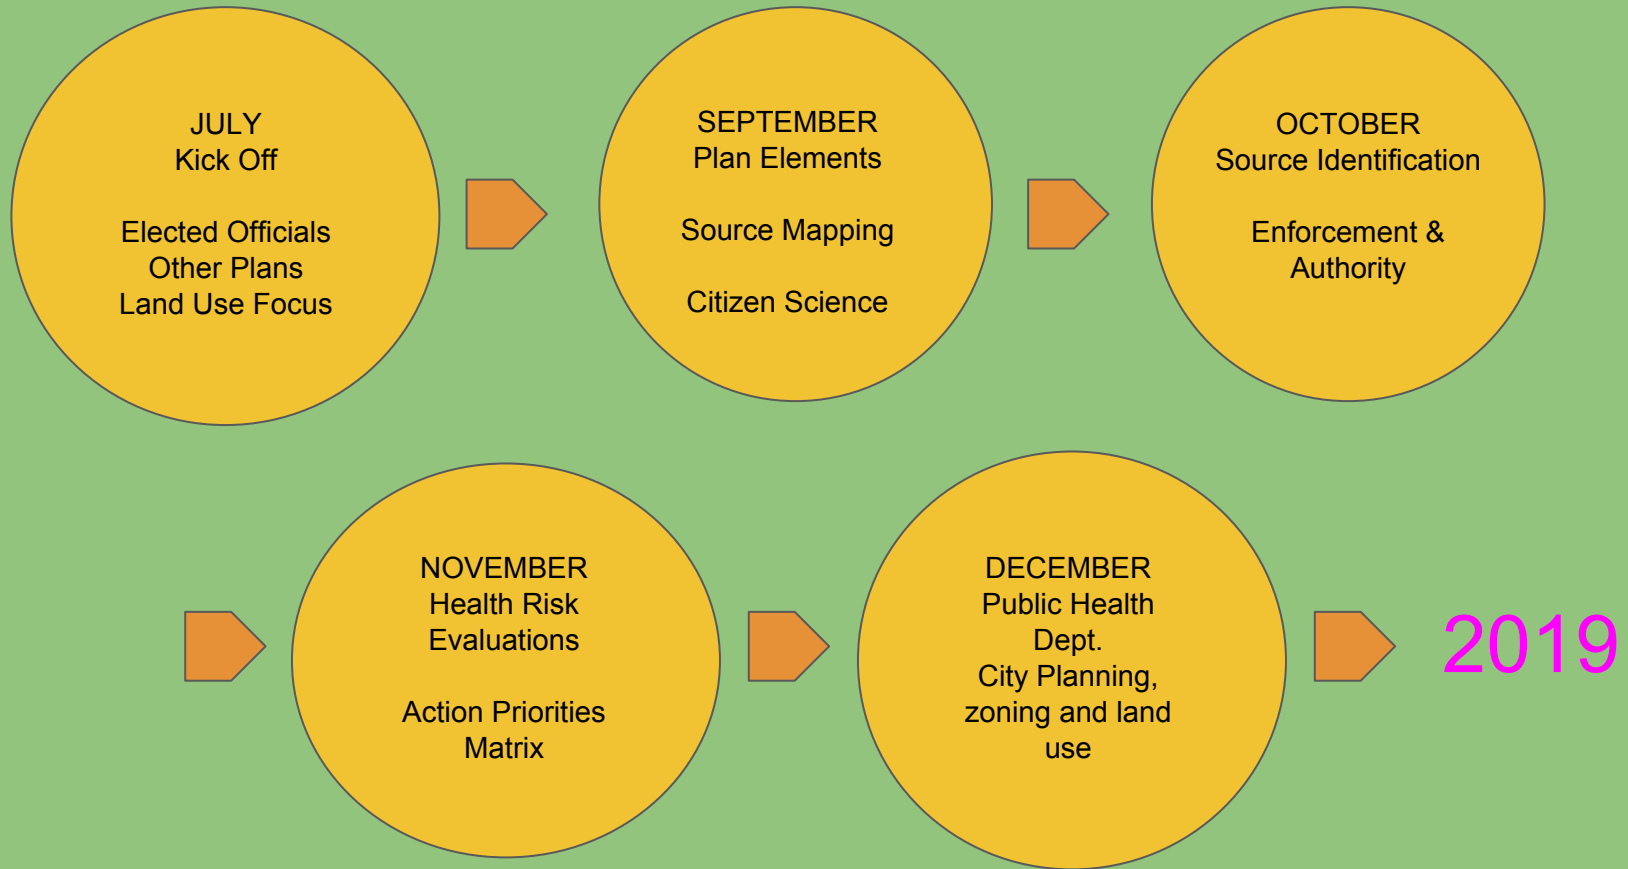 JULY
Kick Off
Elected Officials
Other Plans
Land Use Focus
SEPTEMBER
Plan Elements
Source Mapping
Citizen Science
OCTOBER
Source Identification
Enforcement &
Authority
NOVEMBER
Health Risk
Evaluations
Action Priorities
Matrix
DECEMBER
Public Health
Dept.
City Planning,
zoning and land
use
2019